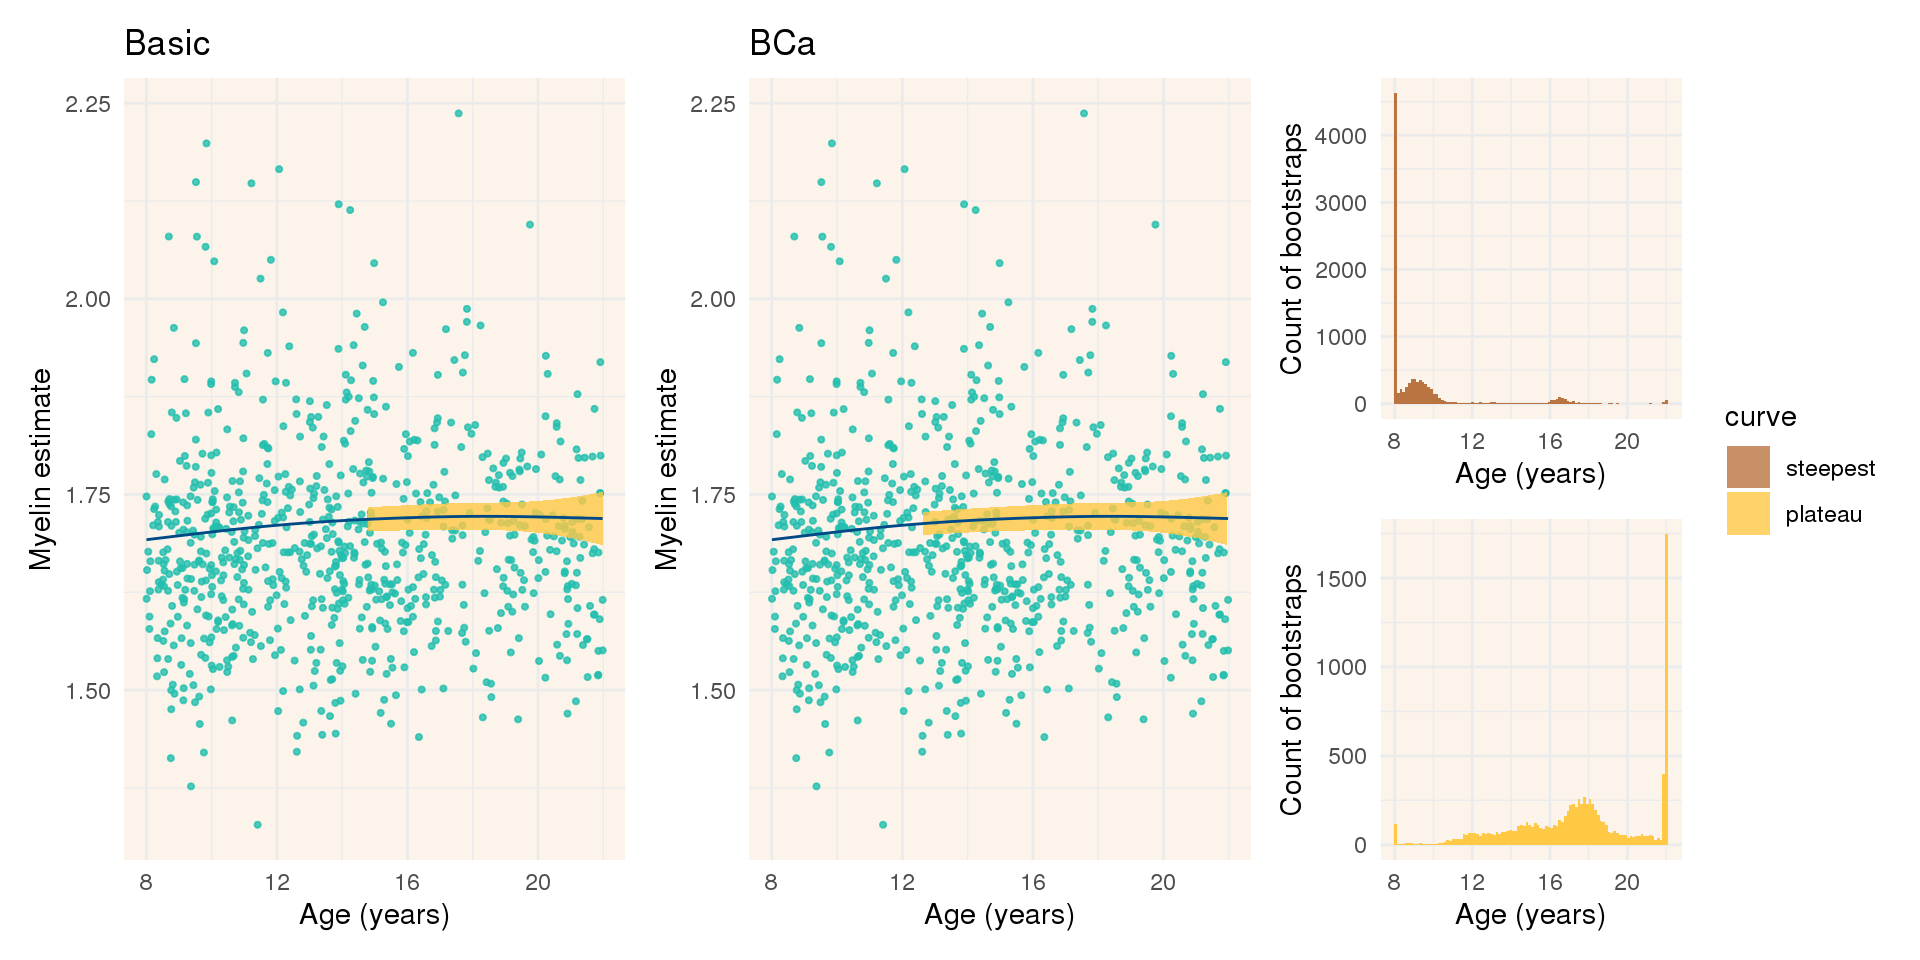 Basic
2.25
2.00
1.75
1.50
Myelin estimate
8 12 16 20
Age (years)
BCa
2.25
2.00
1.75
1.50
Myelin estimate
8 12 16 20
Age (years)
4000
3000
2000
1000
0
Count of bootstraps
8 12 16 20
Age (years)
1500
1000
500
0
Count of bootstraps
8 12 16 20
Age (years)
curve
steepest
plateau